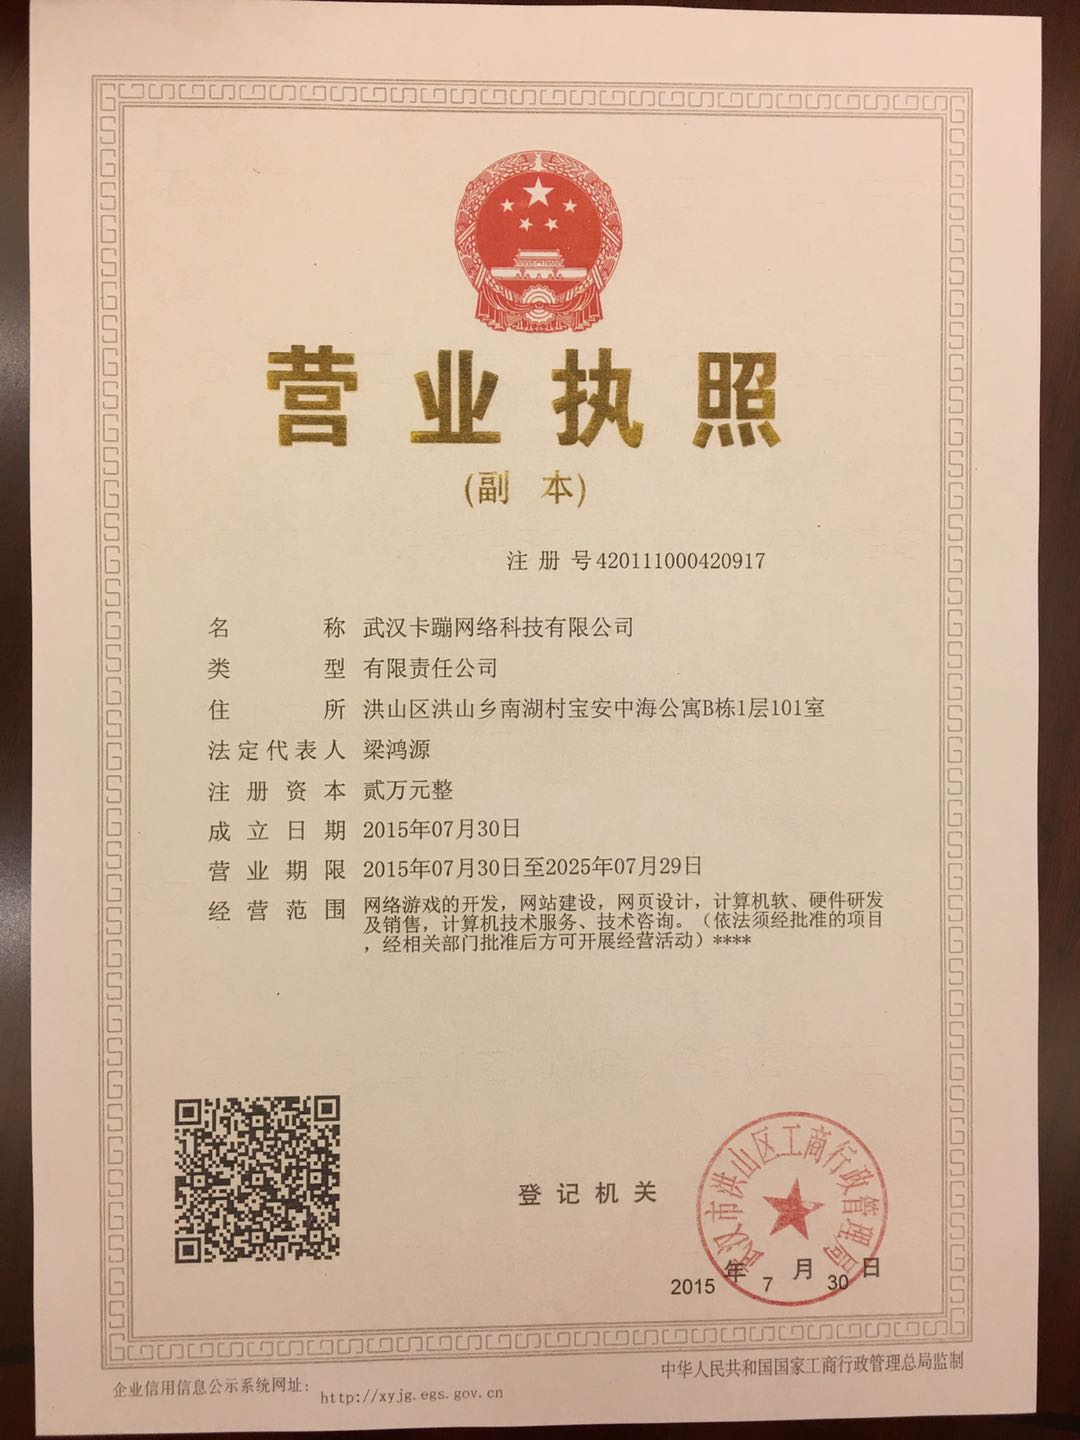 营业执照
(副 本)
注 册 号420111000420917
名 称 武汉卡蹦网络科技有限公司
类 型 有限责任公司
住 所 洪山区洪山乡南湖村宝安中海公寓B栋1层101室
法定代表人 梁鸿源
注 册 资 本 贰万元整
成 立 日 期 2015年07月30日
营 业 期 限 2015年07月30日至2025年07月29日
经 营 范 围 网络游戏的开发，网站建设，网页设计，计算机软、硬件研发
及销售，计算机技术服务、技术咨询。（依法须经批准的项目
，经相关部门批准后方可开展经营活动）****
登 记 机 关
武汉市洪山区工商行政管理局
2015 年 7 月 30 日
企业信用信息公示系统网址： http://xyjg.egs.gov.cn
中华人民共和国国家工商行政管理总局监制